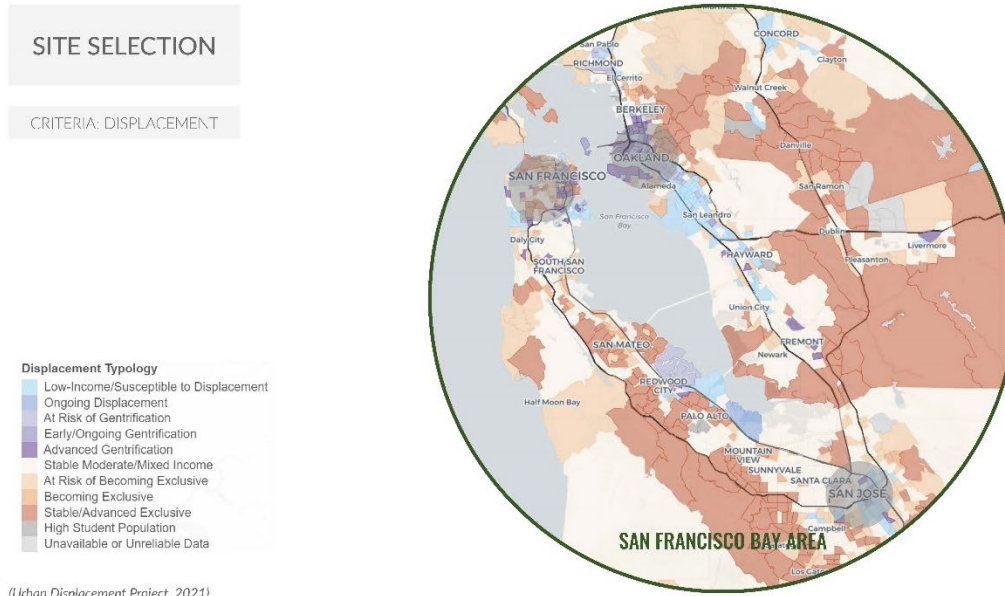 SITE SELECTION
CRITERIA: DISPLACEMENT
Displacement Typology
Low-Income/Susceptible to Displacement
Ongoing Displacement
At Risk of Gentrification
Early/Ongoing Gentrification
Advanced Gentrification
Stable Moderate/Mixed Income
At Risk of Becoming Exclusive
Becoming Exclusive
Stable/Advanced Exclusive
High Student Population
Unavailable or Unreliable Data
(Urban Displacement Project, 2021)
CONCORD
San Pablo
RICHMOND
Clayton
El Cerrito
Walnut Creek
BERKELEY
Danville
OAKLAND
SAN FRANCISCO
Alameda
San Ramon
San Francisco
Bay
San Leandro
Daly City
Dublin
Livermore
HAYWARD
Pleasanton
SOUTH SAN
FRANCISCO
Union City
SAN MATEO
FREMONT
Newark
REDWOOD
CITY
Half Moon Bay
PALO ALTO
MOUNTAIN
VIEW
SUNNYVALE
SANTA CLARA
SAN JOSE
Campbell
SAN FRANCISCO BAY AREA
Los Gatos